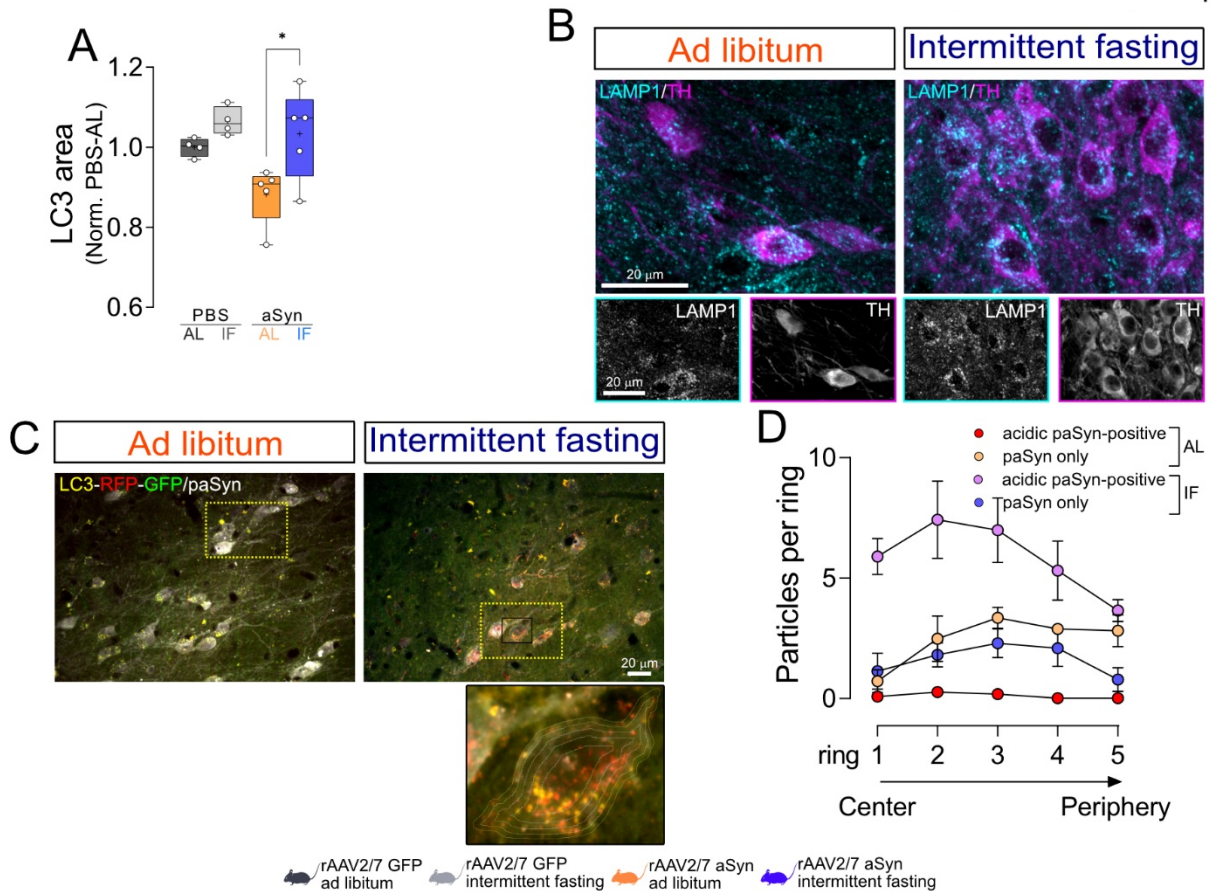 A
*
1.2
1.0
0.8
0.6
LC3 area
(Norm. PBS-AL)
PBS
aSyn
AL IF AL IF
B
Ad libitum
Intermittent fasting
LAMP1/TH
LAMP1/TH
20 µm
LAMP1
TH
LAMP1
TH
20 µm
C
Ad libitum
Intermittent fasting
LC3-RFP-GFP/paSyn
20 µm
D
acidic paSyn-positive
paSyn only
AL
acidic paSyn-positive
paSyn only
IF
10
5
0
Particles per ring
ring 1 2 3 4 5
Center
Periphery
rAAV2/7 GFP
ad libitum
rAAV2/7 GFP
intermittent fasting
rAAV2/7 aSyn
ad libitum
rAAV2/7 aSyn
intermittent fasting